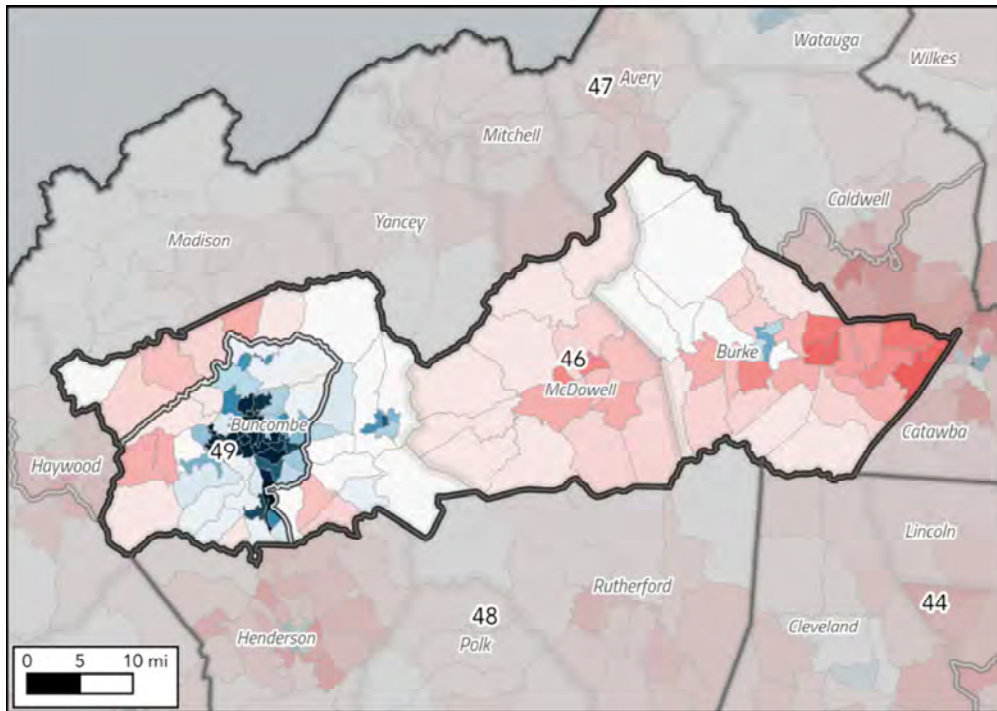 Watauga
Wilkes
47
Avery
Mitchell
Caldwell
Yancey
Madison
46
Burke
McDowell
Buncombe
Catawba
49
Haywood
Lincoln
Rutherford
48
44
Henderson
Polk
Cleveland
0 5 10 mi